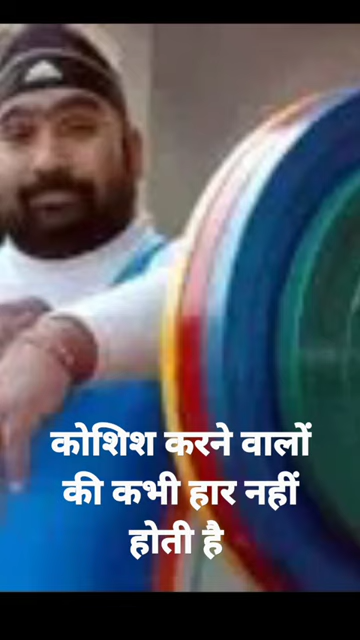 कोशिश करने वालों
की कभी हार नहीं
होती है